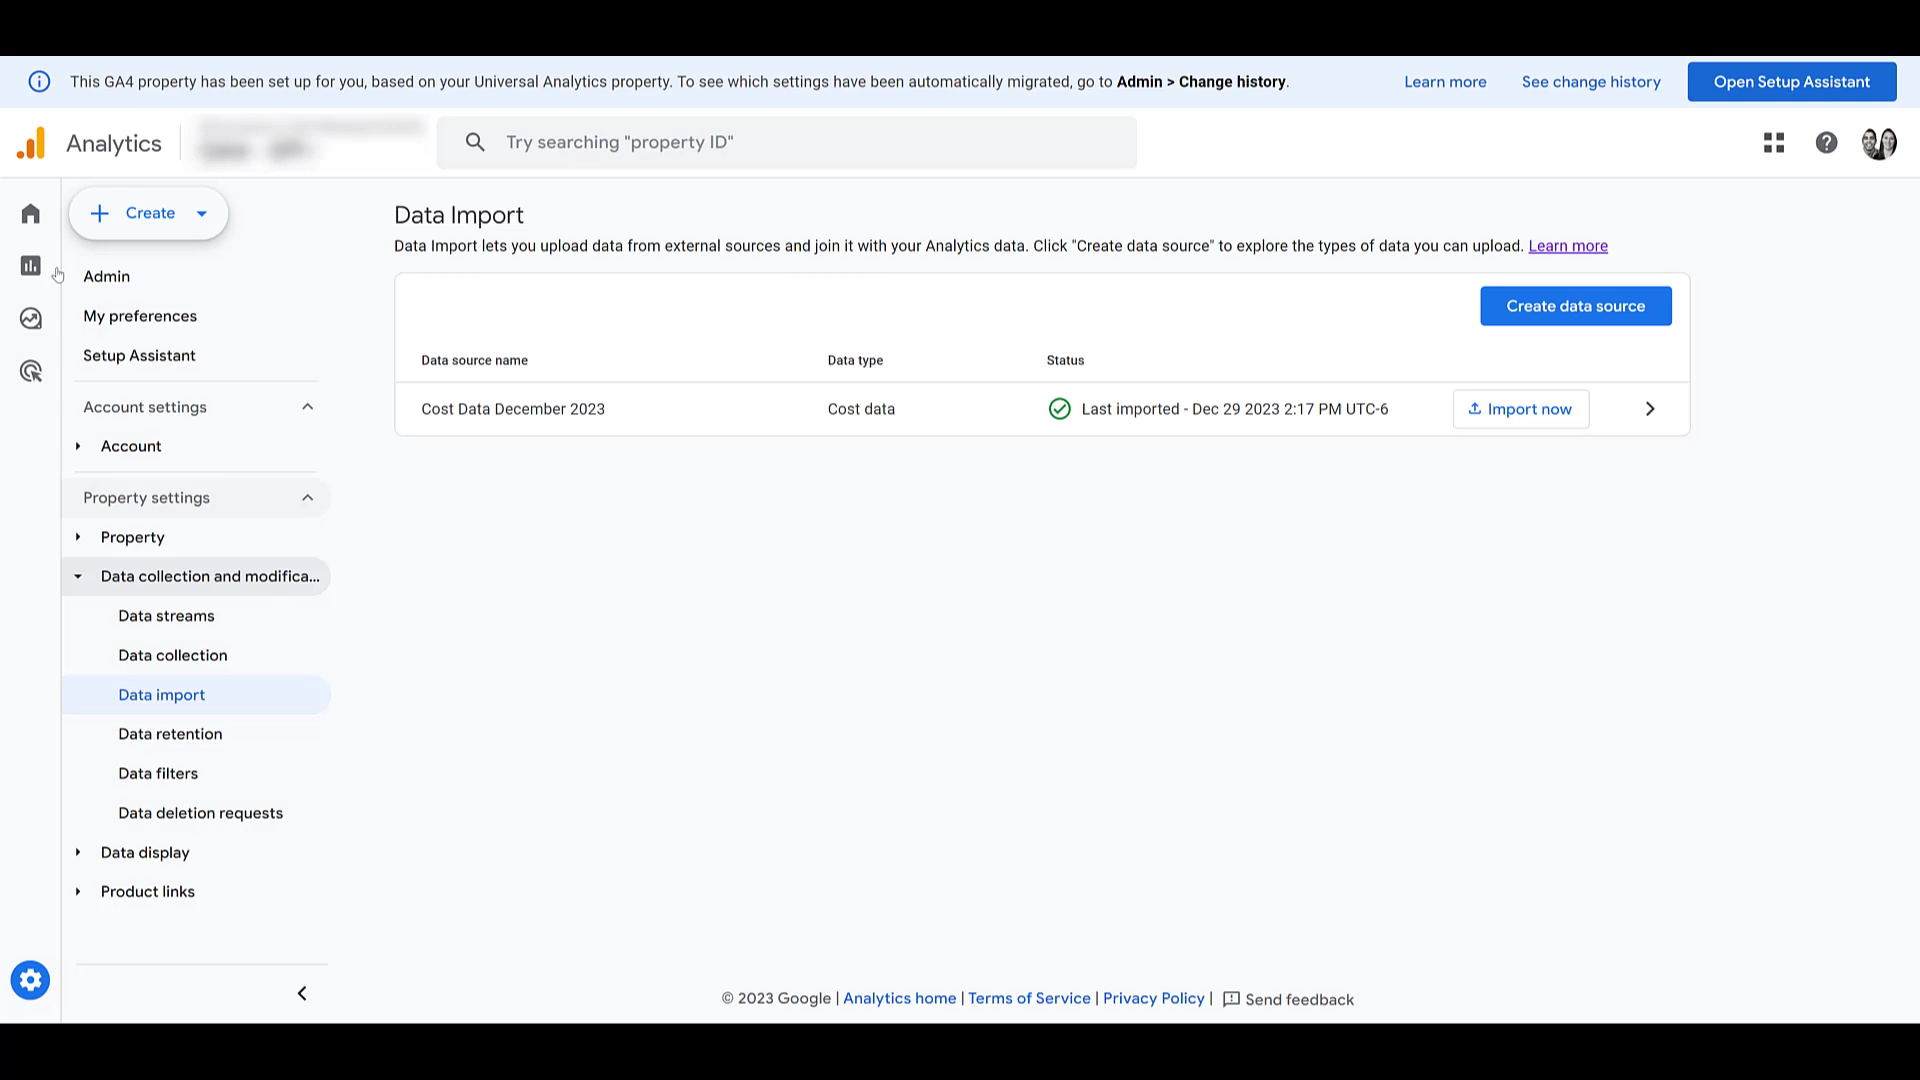 This GA4 property has been set up for you, based on your Universal Analytics property. To see which settings have been automatically migrated, go to Admin > Change history.
Learn more
See change history
Open Setup Assistant
Analytics
Try searching "property ID"
Create
Admin
My preferences
Setup Assistant
Account settings
Account
Property settings
Property
Data collection and modifica...
Data streams
Data collection
Data import
Data retention
Data filters
Data deletion requests
Data display
Product links
Data Import
Data Import lets you upload data from external sources and join it with your Analytics data. Click "Create data source" to explore the types of data you can upload. Learn more
Create data source
Data source name Data type Status
Cost Data December 2023 Cost data Last imported - Dec 29 2023 2:17 PM UTC-6 Import now
© 2023 Google | Analytics home | Terms of Service | Privacy Policy | Send feedback